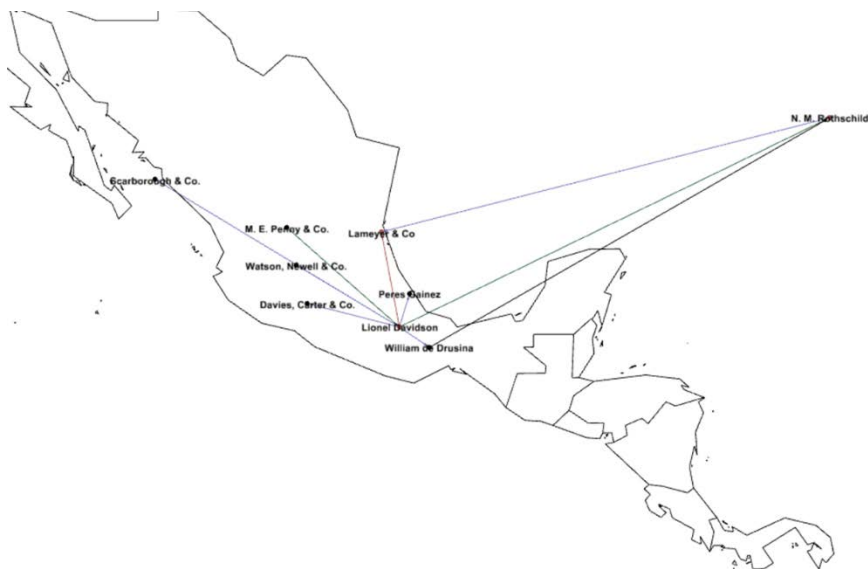 N. M. Rothschild
Scarborough & Co.
M. E. Penny & Co.
Lameyer & Co
Watson, Newell & Co.
Peres Gainez
Davies, Carter & Co.
Lionel Davidson
William de Drusina